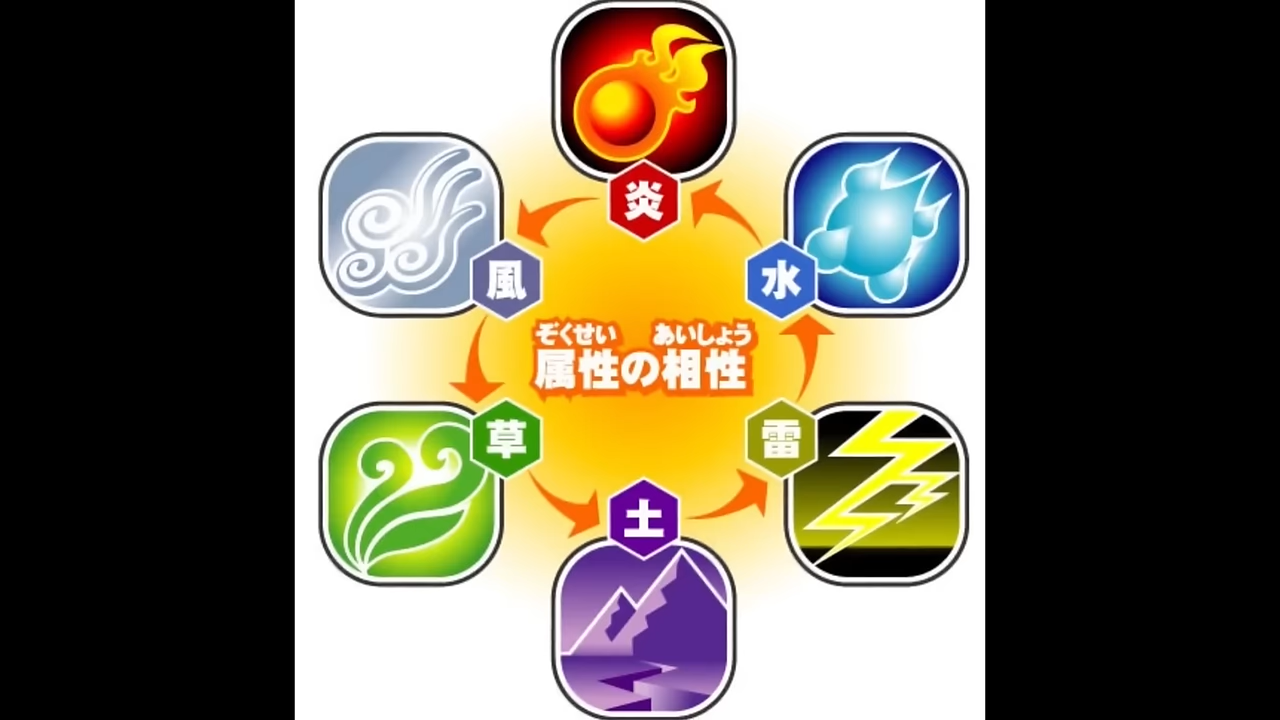 炎
風
水
ぞくせい あいしょう
属性の相性
草
雷
土